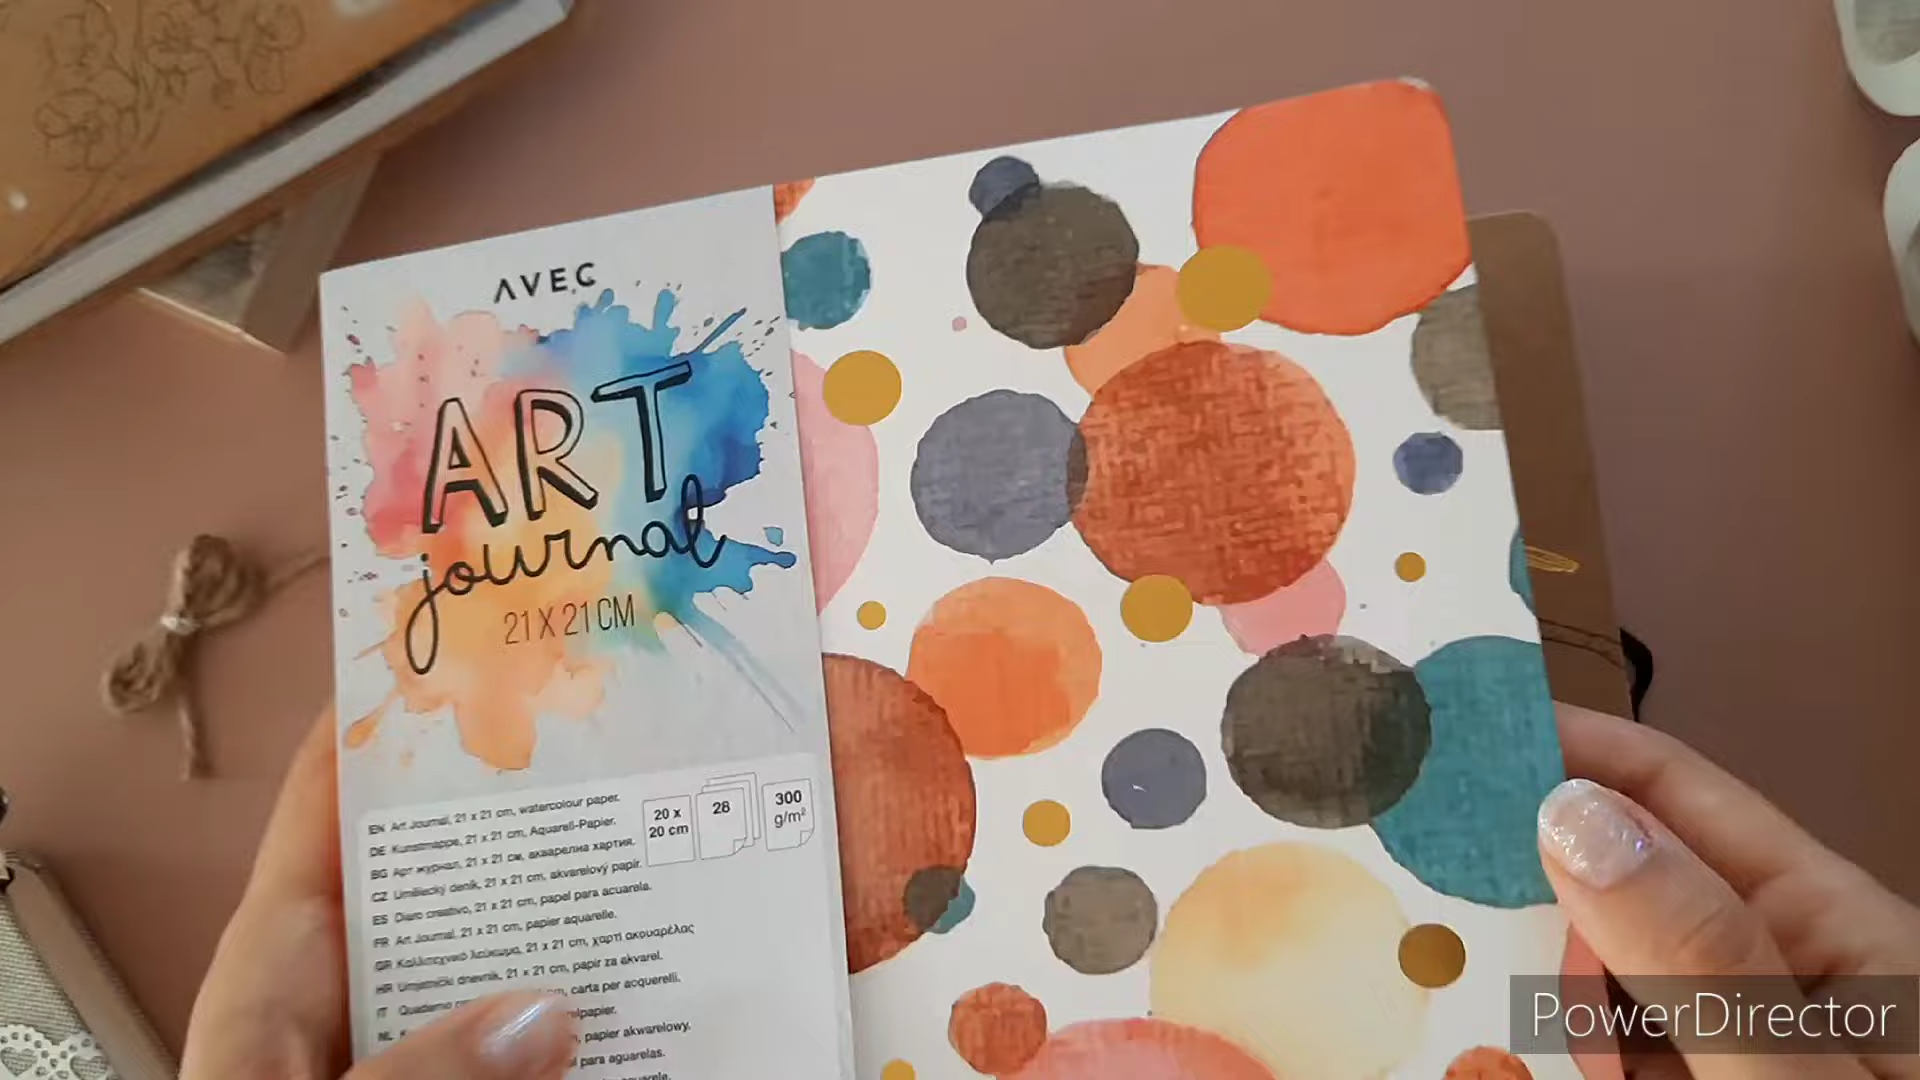 AVEC
ART
journal
21 X 21 CM
20 x
20 cm
28
300
g/m²
EN Art Journal, 21 x 21 cm, watercolour paper.
DE Kunstmappe, 21 x 21 cm, Aquarell-Papier.
BG Арт журнал, 21 x 21 см, акварелна хартия.
CZ Umělecký deník, 21 x 21 cm, akvarelový papír.
ES Diaro creativo, 21 x 21 cm, papel para acuarela.
FR Art Journal, 21 x 21 cm, papier aquarelle.
GR Καλλιτεχνικό λεύκωμα, 21 x 21 cm, χαρτί ακουαρέλας
HR Umjetnički dnevnik, 21 x 21 cm, papir za akvarel.
IT Quaderno cm, carta per acquerelli.
NL
papier akwarelowy.
para aguarelas.
PowerDirector